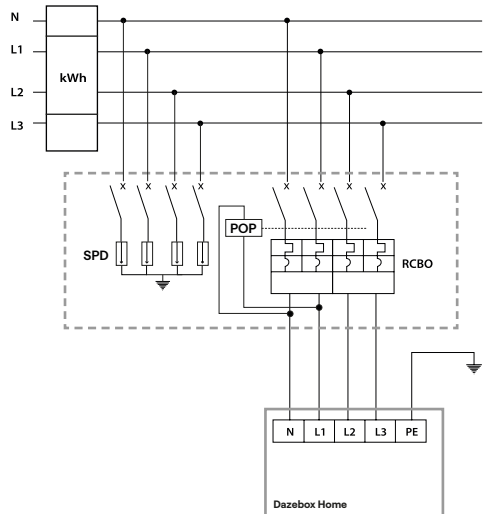 N
L1
kWh
L2
L3
POP
SPD
RCBO
N L1 L2 L3 PE
Dazebox Home